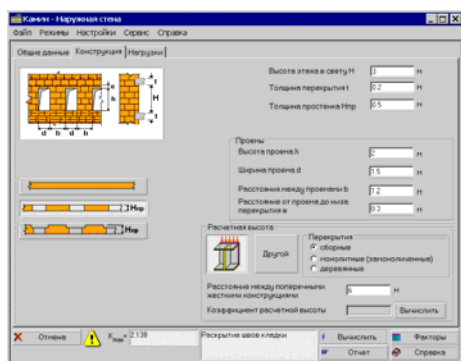 Камин - Наружная стена
Файл Режимы Настройки Сервис Справка
Общие данные Конструкция Нагрузки
Высота этажа в свету H 3 м
Толщина перекрытия t 0.2 м
Толщина простенка Hпр 0.5 м
e t
h H
t
d b d b
Проемы
Высота проема h 2 м
Ширина проема d 1.5 м
Расстояния между проемами b 1.2 м
Расстояние от проема до низа
перекрытия e 0.3 м
Hпр
Hпр
Расчетная высота
Другой
Перекрытия
сборные
монолитные (замоноличенные)
деревянные
Расстояние между поперечными
жесткими конструкциями 6 м
Коэффициент расчетной высоты Вычислить
Отмена Kmax = 2.138 Раскрытие швов кладки Вычислить Факторы
Отчет Справка